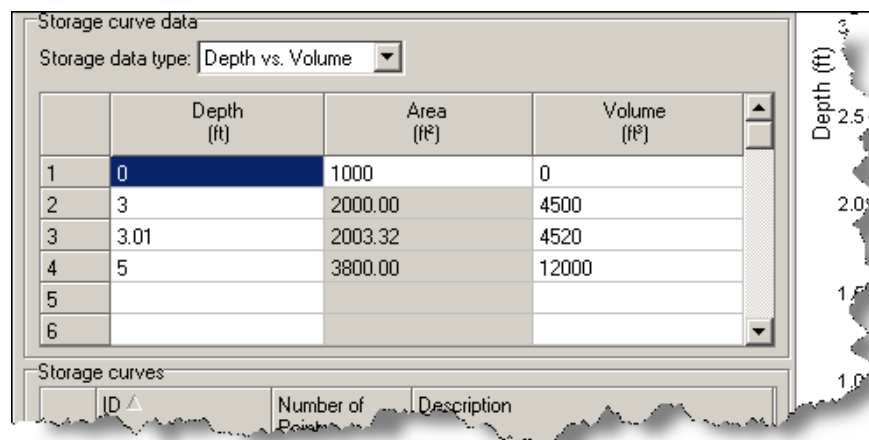 Storage curve data
Storage data type: Depth vs. Volume
Depth (ft) Area (ft²) Volume (ft³)
1 0 1000 0
2 3 2000.00 4500
3 3.01 2003.32 4520
4 5 3800.00 12000
5
6
Storage curves
ID Number of Points Description
Depth (ft)
3
2.5
2.0
1.5
1.0